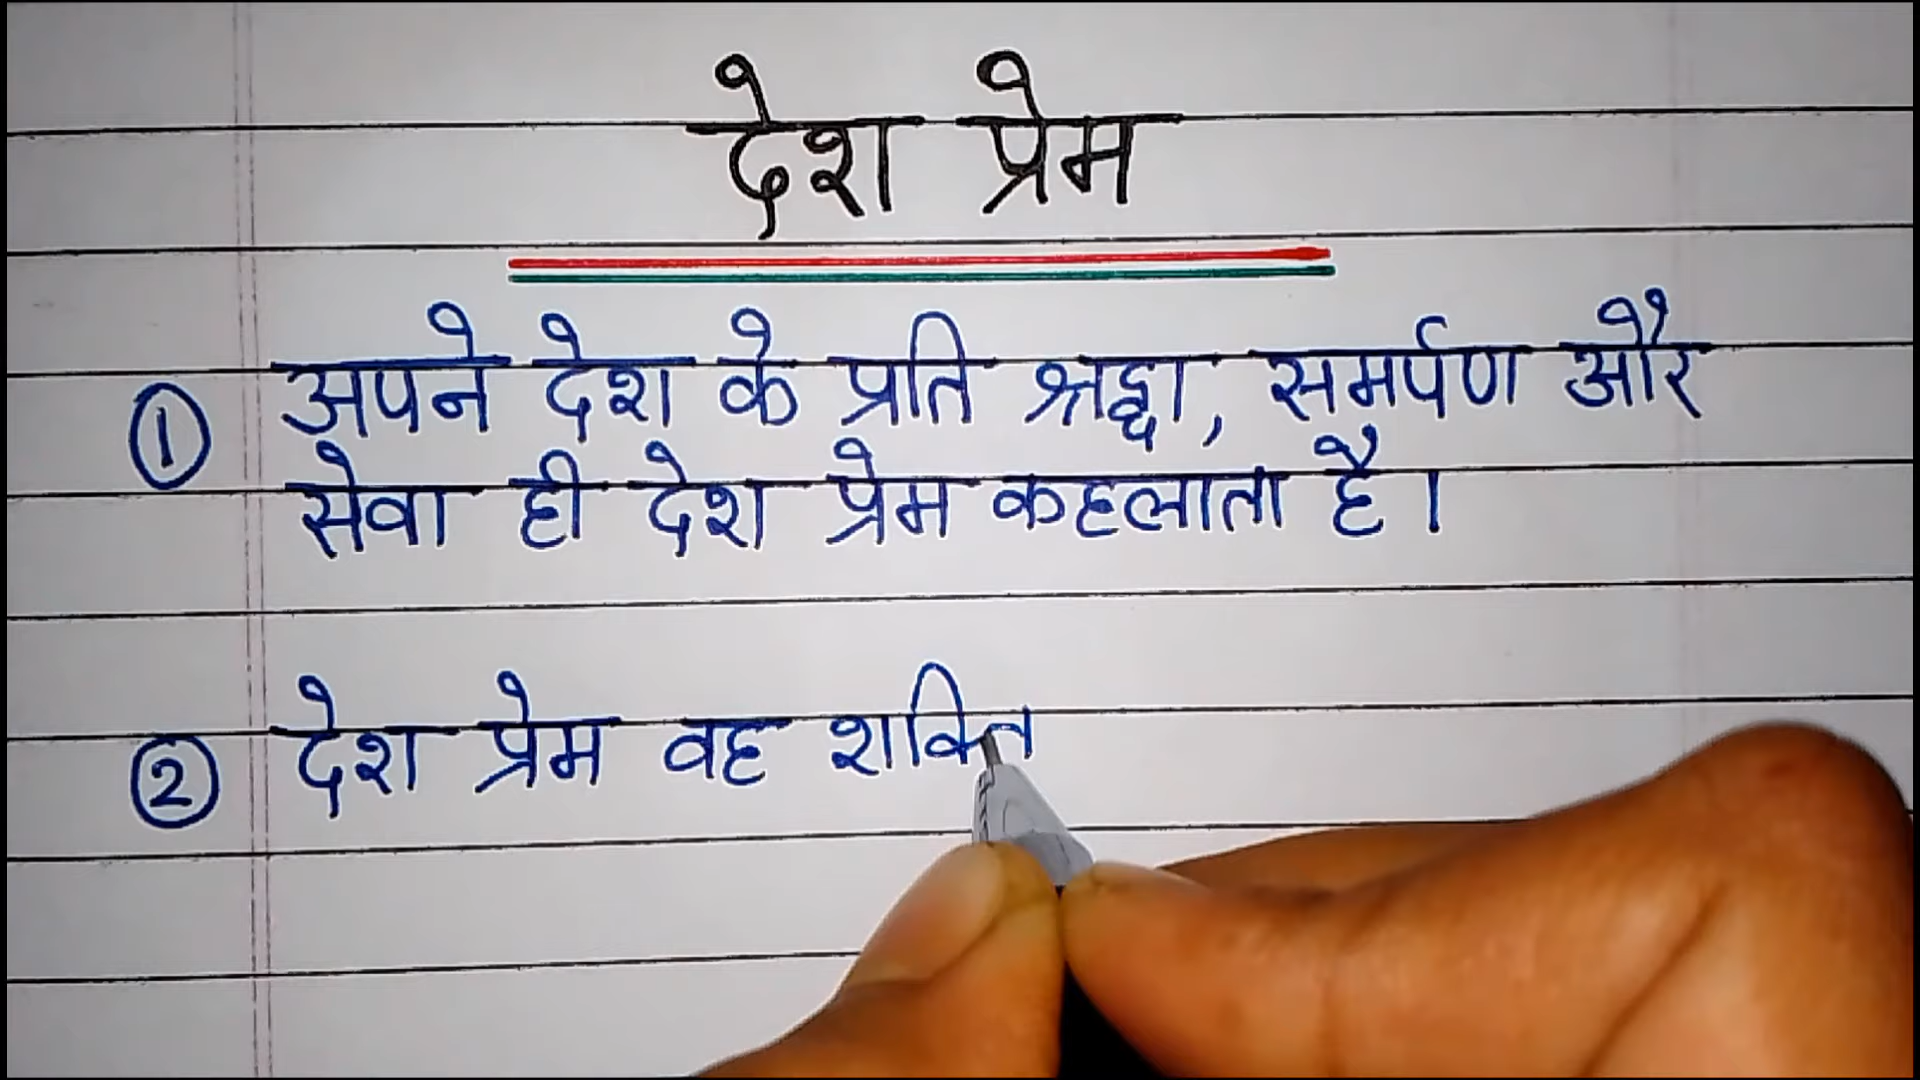 देश प्रेम
① अपने देश के प्रति श्रद्धा, समर्पण और
सेवा ही देश प्रेम कहलाता है।
② देश प्रेम वह शक्ति